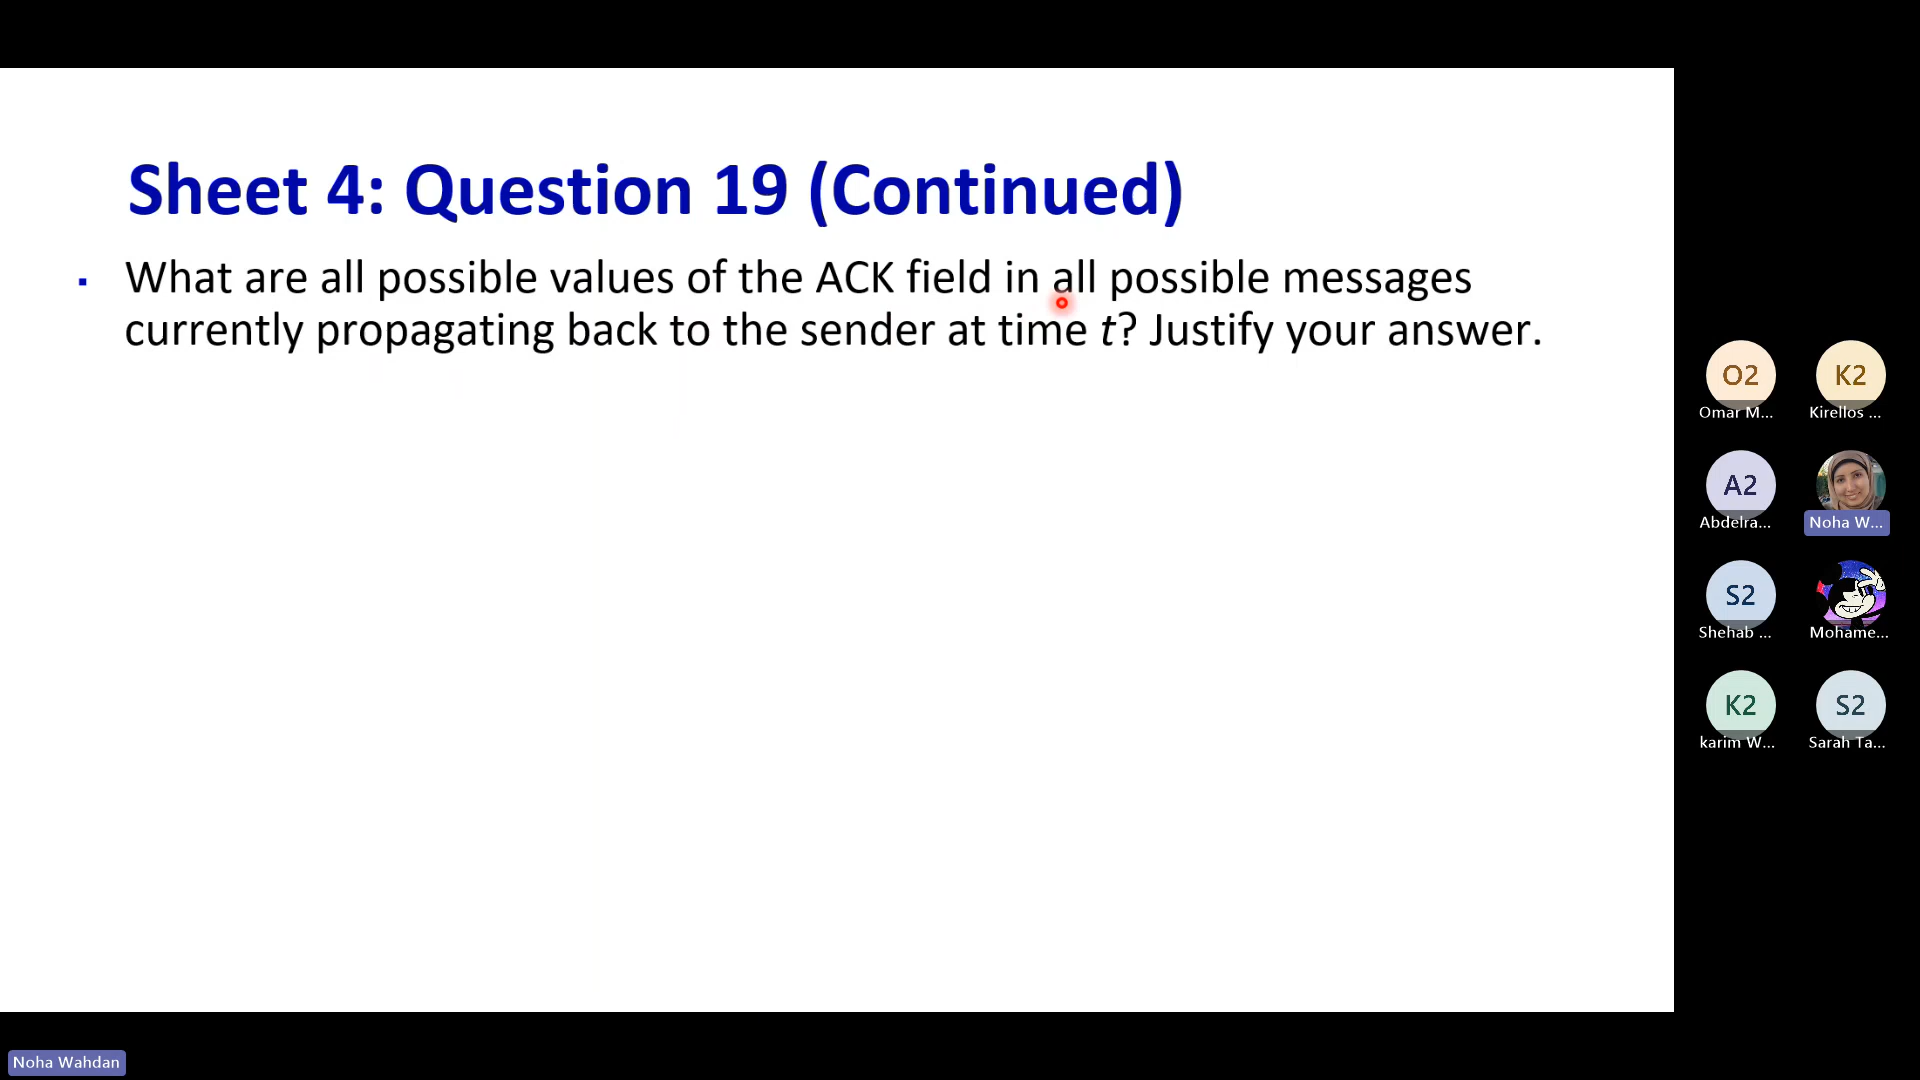 Sheet 4: Question 19 (Continued)
▪ What are all possible values of the ACK field in all possible messages
currently propagating back to the sender at time t? Justify your answer.
O2
K2
Omar M...
Kirellos ...
A2
Abdelra...
Noha W...
S2
Shehab ...
Mohame...
K2
S2
karim W...
Sarah Ta...
Noha Wahdan